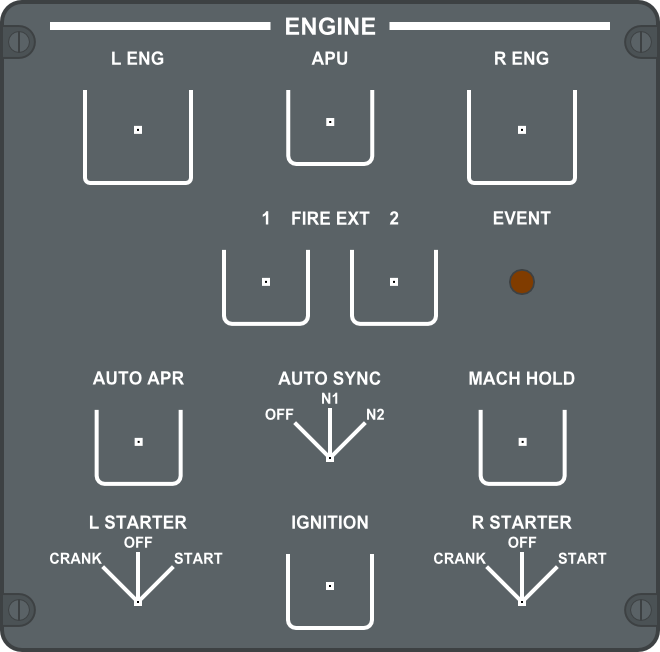 ENGINE
L ENG APU R ENG
1 FIRE EXT 2 EVENT
AUTO APR AUTO SYNC MACH HOLD
N1
OFF N2
L STARTER IGNITION R STARTER
OFF OFF
CRANK START CRANK START